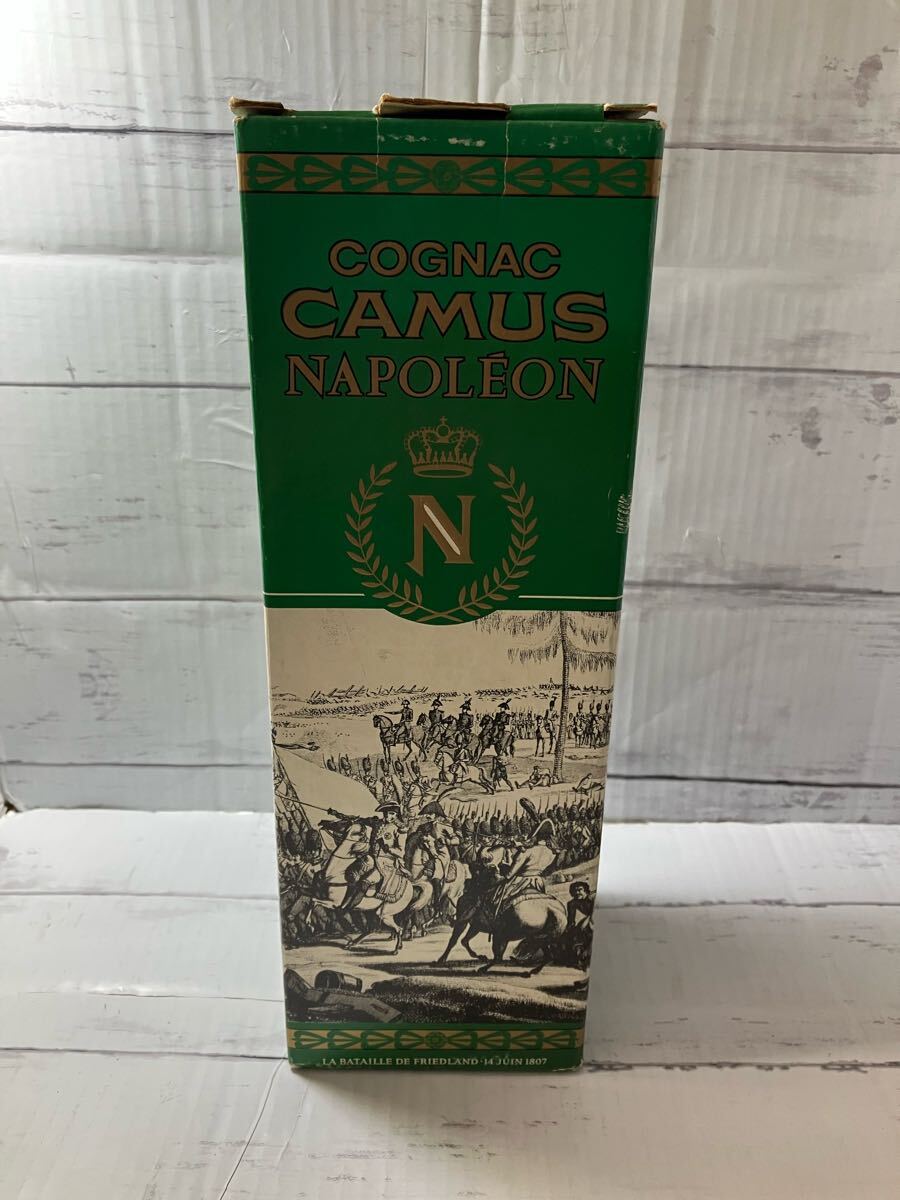 COGNAC
CAMUS
NAPOLÉON
N
LA BATAILLE DE FRIEDLAND·14 JUIN 1807